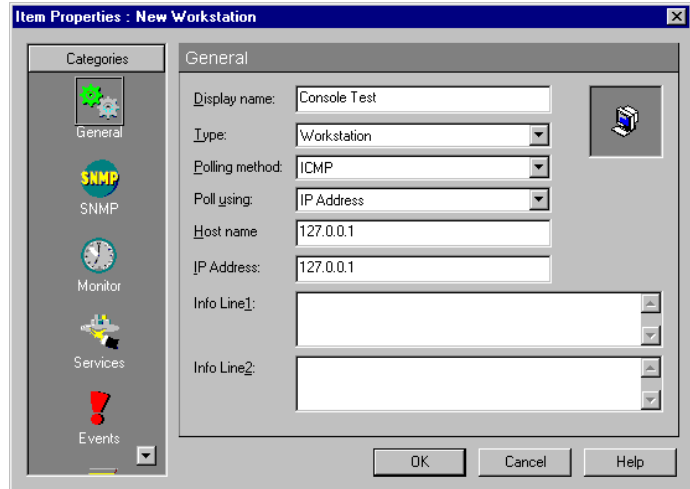 Item Properties : New Workstation
Categories
General
SNMP
SNMP
Monitor
Services
Events
General
Display name: Console Test
Type: Workstation
Polling method: ICMP
Poll using: IP Address
Host name 127.0.0.1
IP Address: 127.0.0.1
Info Line1:
Info Line2:
OK Cancel Help